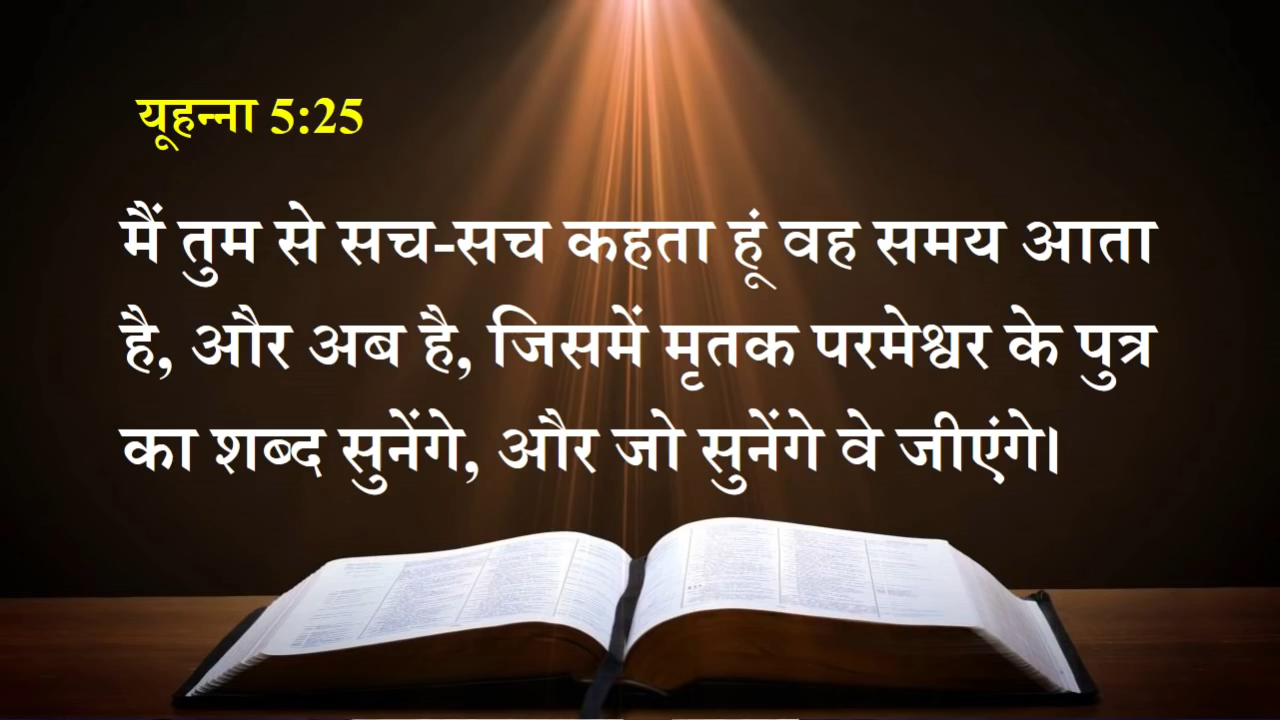 यूहन्ना 5:25
मैं तुम से सच-सच कहता हूं वह समय आता
है, और अब है, जिसमें मृतक परमेश्वर के पुत्र
का शब्द सुनेंगे, और जो सुनेंगे वे जीएंगे।